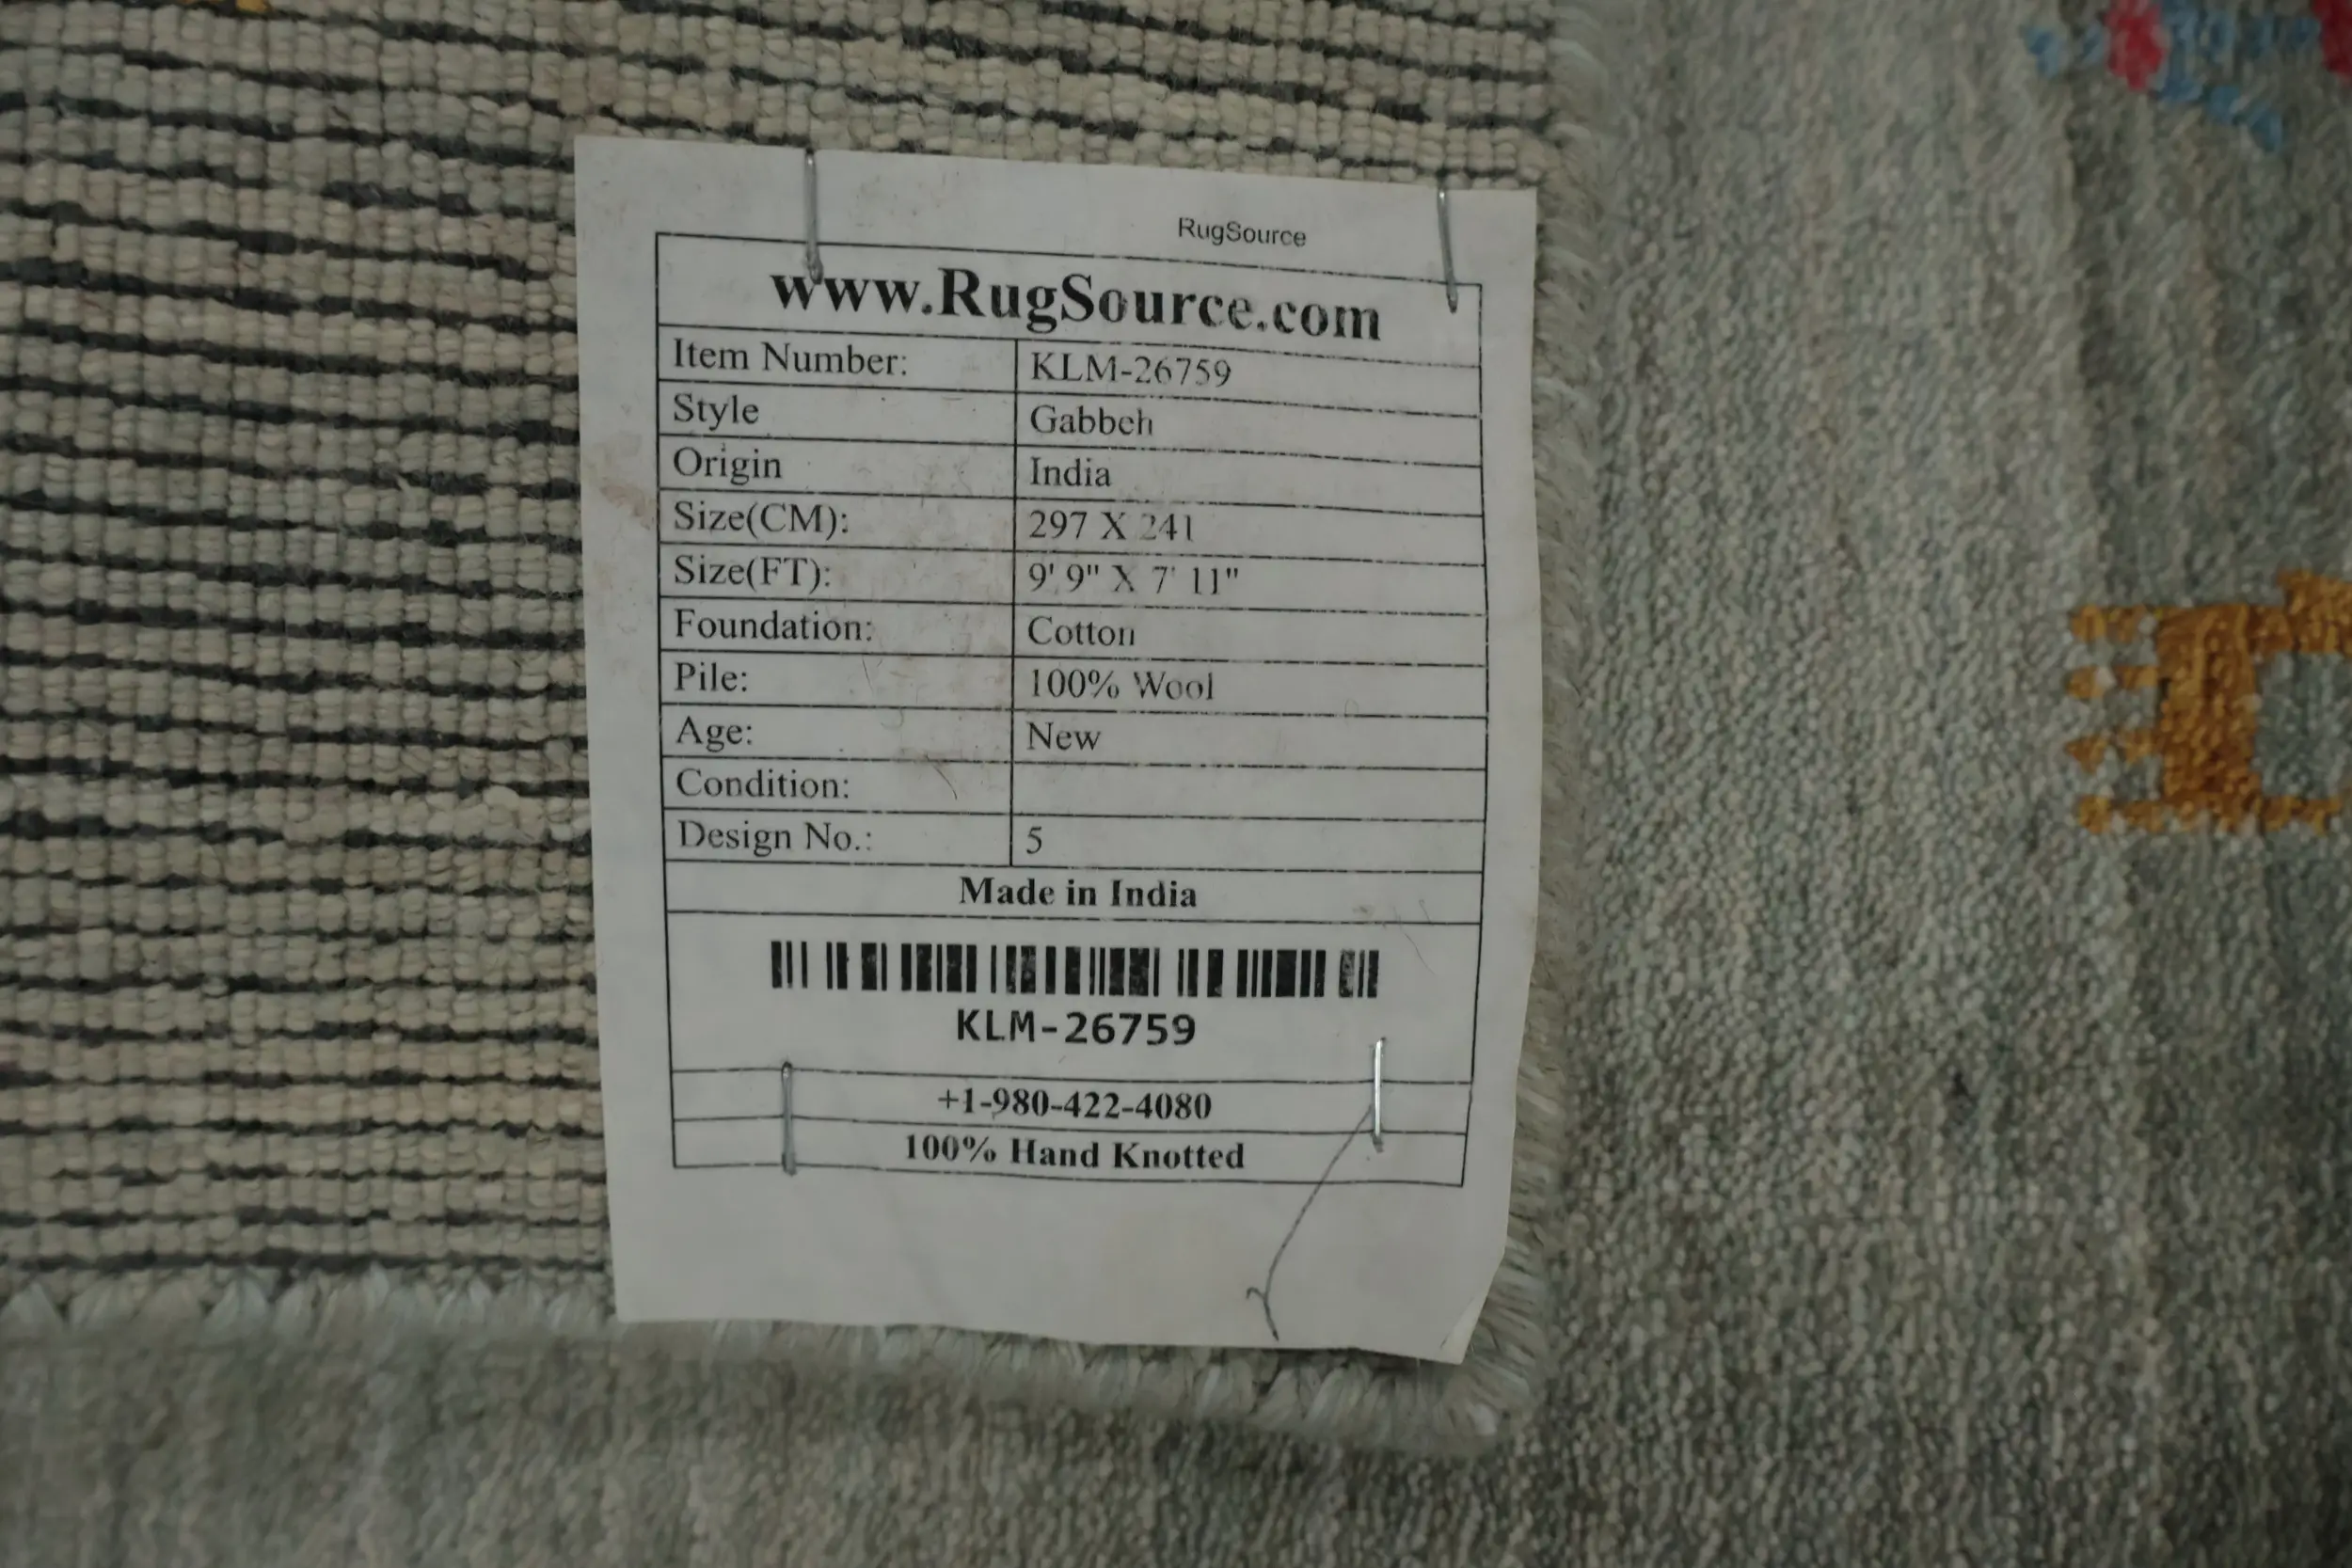 RugSource
www.RugSource.com
Item Number: KLM-26759
Style Gabbeh
Origin India
Size(CM): 297 X 241
Size(FT): 9' 9" X 7' 11"
Foundation: Cotton
Pile: 100% Wool
Age: New
Condition:
Design No.: 5
Made in India
KLM-26759
+1-980-422-4080
100% Hand Knotted